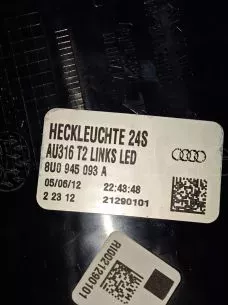 HECKLEUCHTE 24S
AU316 T2 LINKS LED
8U0 945 093 A
05/06/12 22:43:48
2 23 12 21290101
RI0021290101